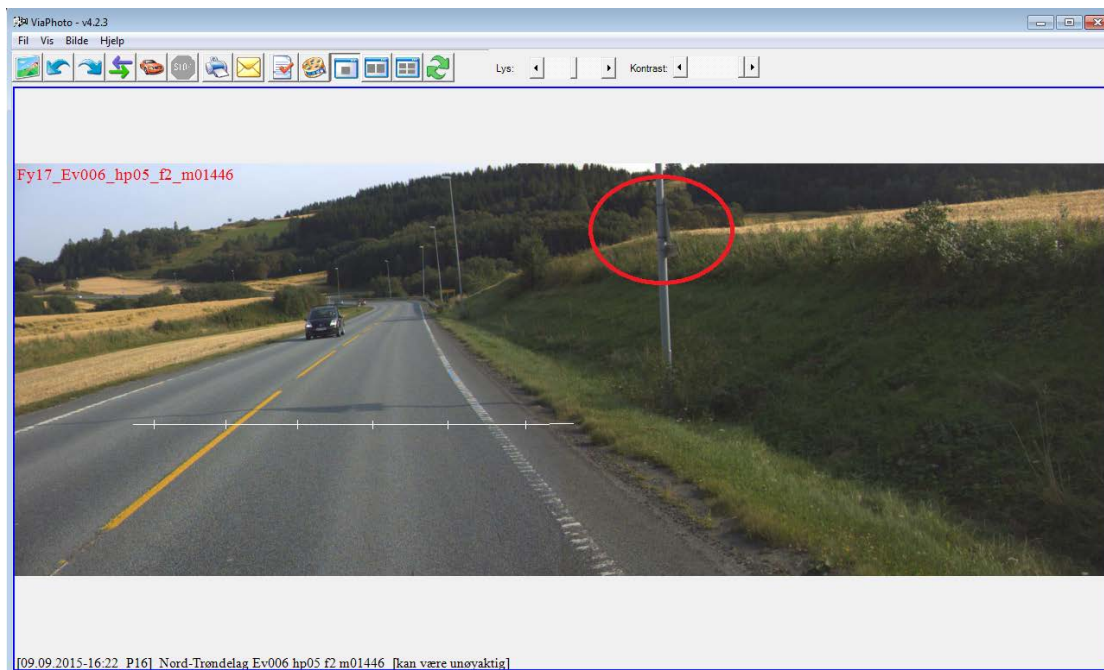 ViaPhoto - v4.2.3
Fil Vis Bilde Hjelp
STOP Lys: Kontrast:
Fy17_Ev006_hp05_f2_m01446
[09.09.2015-16:22 P16] Nord-Trøndelag Ev006 hp05 f2 m01446 [kan være unøyaktig]